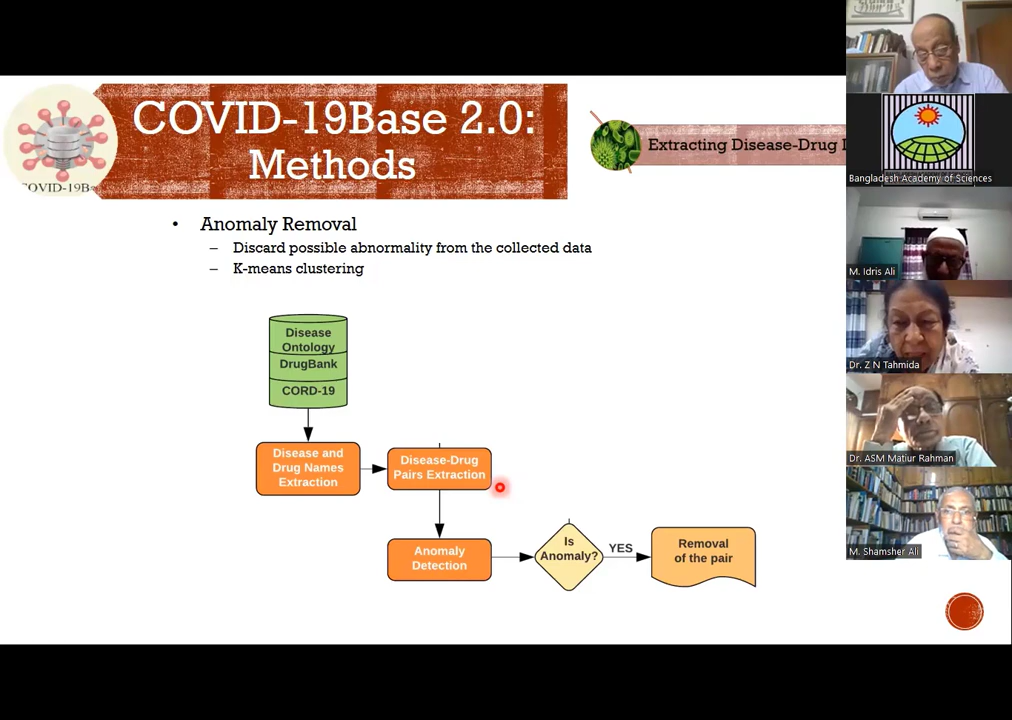 COVID-19Base 2.0:
Methods
COVID-19Ba
Extracting Disease-Drug
• Anomaly Removal
– Discard possible abnormality from the collected data
– K-means clustering
Disease
Ontology
DrugBank
CORD-19
Disease and
Drug Names
Extraction
Disease-Drug
Pairs Extraction
Anomaly
Detection
Is
Anomaly?
YES
Removal
of the pair
Bangladesh Academy of Sciences
M. Idris Ali
Dr. Z N Tahmida
Dr. ASM Matiur Rahman
M. Shamsher Ali